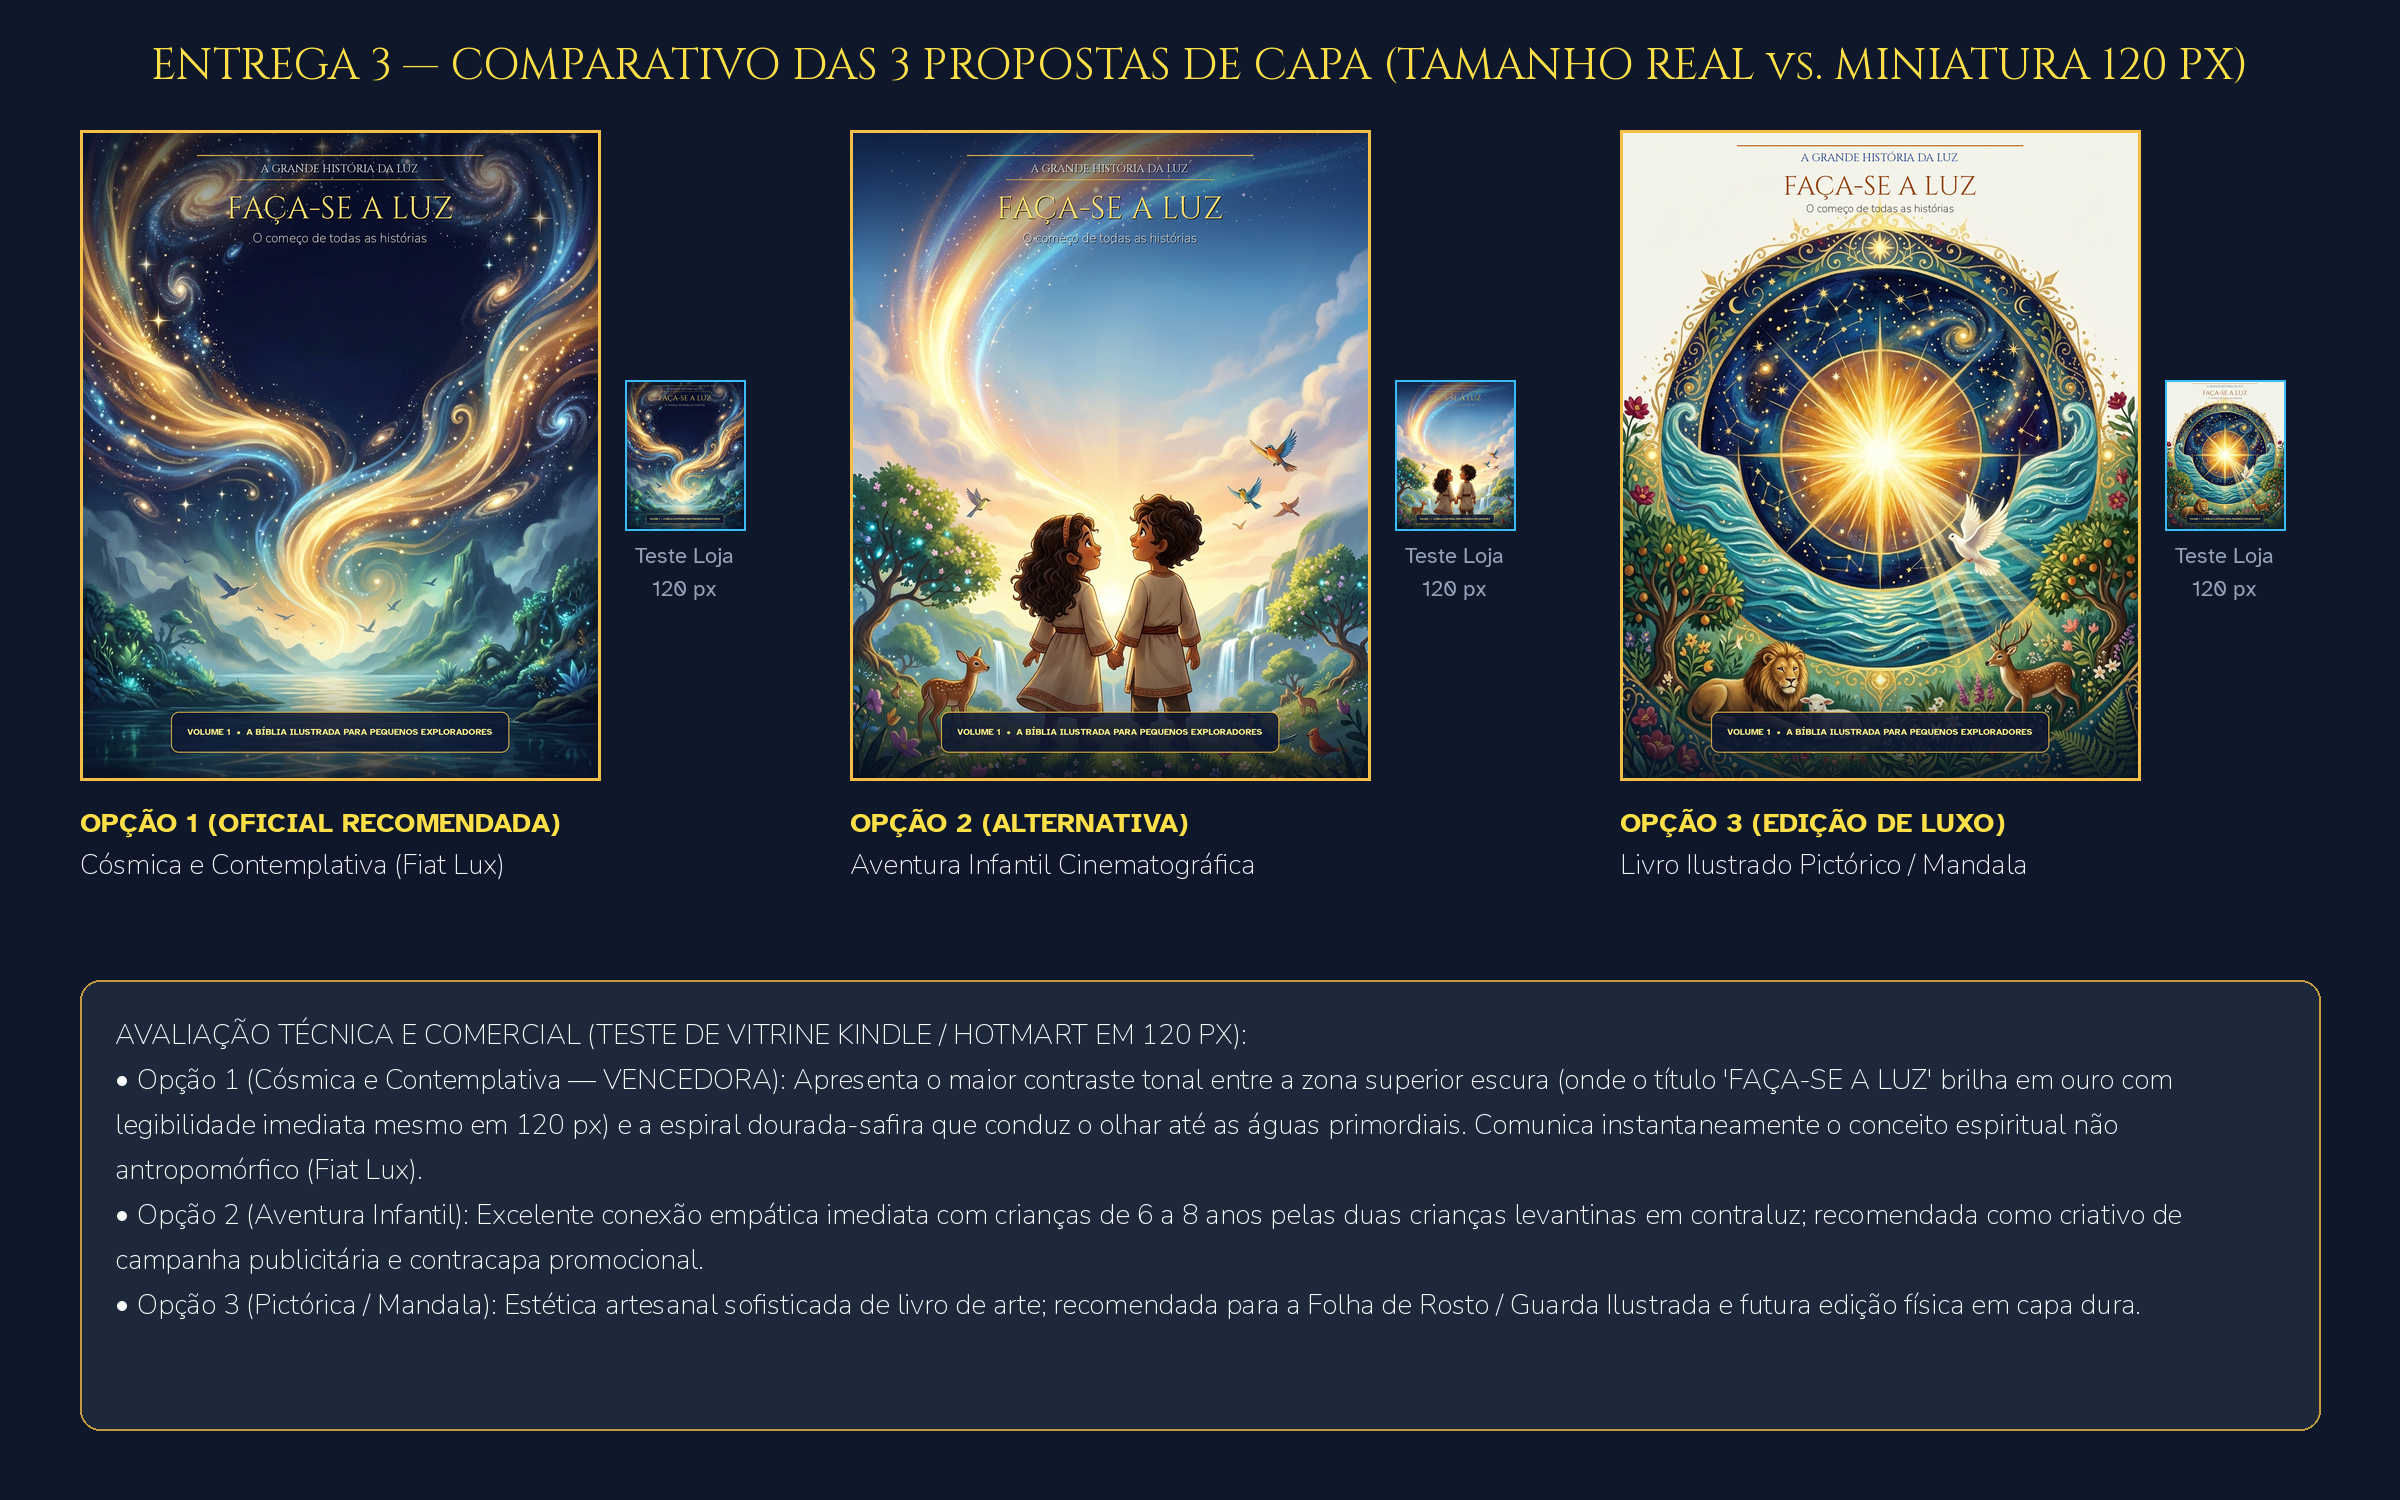 ENTREGA 3 — COMPARATIVO DAS 3 PROPOSTAS DE CAPA (TAMANHO REAL vs. MINIATURA 120 PX)
A GRANDE HISTÓRIA DA LUZ
FAÇA-SE A LUZ
O começo de todas as histórias
VOLUME 1 • A BÍBLIA ILUSTRADA PARA PEQUENOS EXPLORADORES
FAÇA-SE A LUZ
Teste Loja
120 px
OPÇÃO 1 (OFICIAL RECOMENDADA)
Cósmica e Contemplativa (Fiat Lux)
A GRANDE HISTÓRIA DA LUZ
FAÇA-SE A LUZ
O começo de todas as histórias
VOLUME 1 • A BÍBLIA ILUSTRADA PARA PEQUENOS EXPLORADORES
FAÇA-SE A LUZ
Teste Loja
120 px
OPÇÃO 2 (ALTERNATIVA)
Aventura Infantil Cinematográfica
A GRANDE HISTÓRIA DA LUZ
FAÇA-SE A LUZ
O começo de todas as histórias
VOLUME 1 • A BÍBLIA ILUSTRADA PARA PEQUENOS EXPLORADORES
FAÇA-SE A LUZ
Teste Loja
120 px
OPÇÃO 3 (EDIÇÃO DE LUXO)
Livro Ilustrado Pictórico / Mandala
AVALIAÇÃO TÉCNICA E COMERCIAL (TESTE DE VITRINE KINDLE / HOTMART EM 120 PX):
• Opção 1 (Cósmica e Contemplativa — VENCEDORA): Apresenta o maior contraste tonal entre a zona superior escura (onde o título 'FAÇA-SE A LUZ' brilha em ouro com
legibilidade imediata mesmo em 120 px) e a espiral dourada-safira que conduz o olhar até as águas primordiais. Comunica instantaneamente o conceito espiritual não
antropomórfico (Fiat Lux).
• Opção 2 (Aventura Infantil): Excelente conexão empática imediata com crianças de 6 a 8 anos pelas duas crianças levantinas em contraluz; recomendada como criativo de
campanha publicitária e contracapa promocional.
• Opção 3 (Pictórica / Mandala): Estética artesanal sofisticada de livro de arte; recomendada para a Folha de Rosto / Guarda Ilustrada e futura edição física em capa dura.